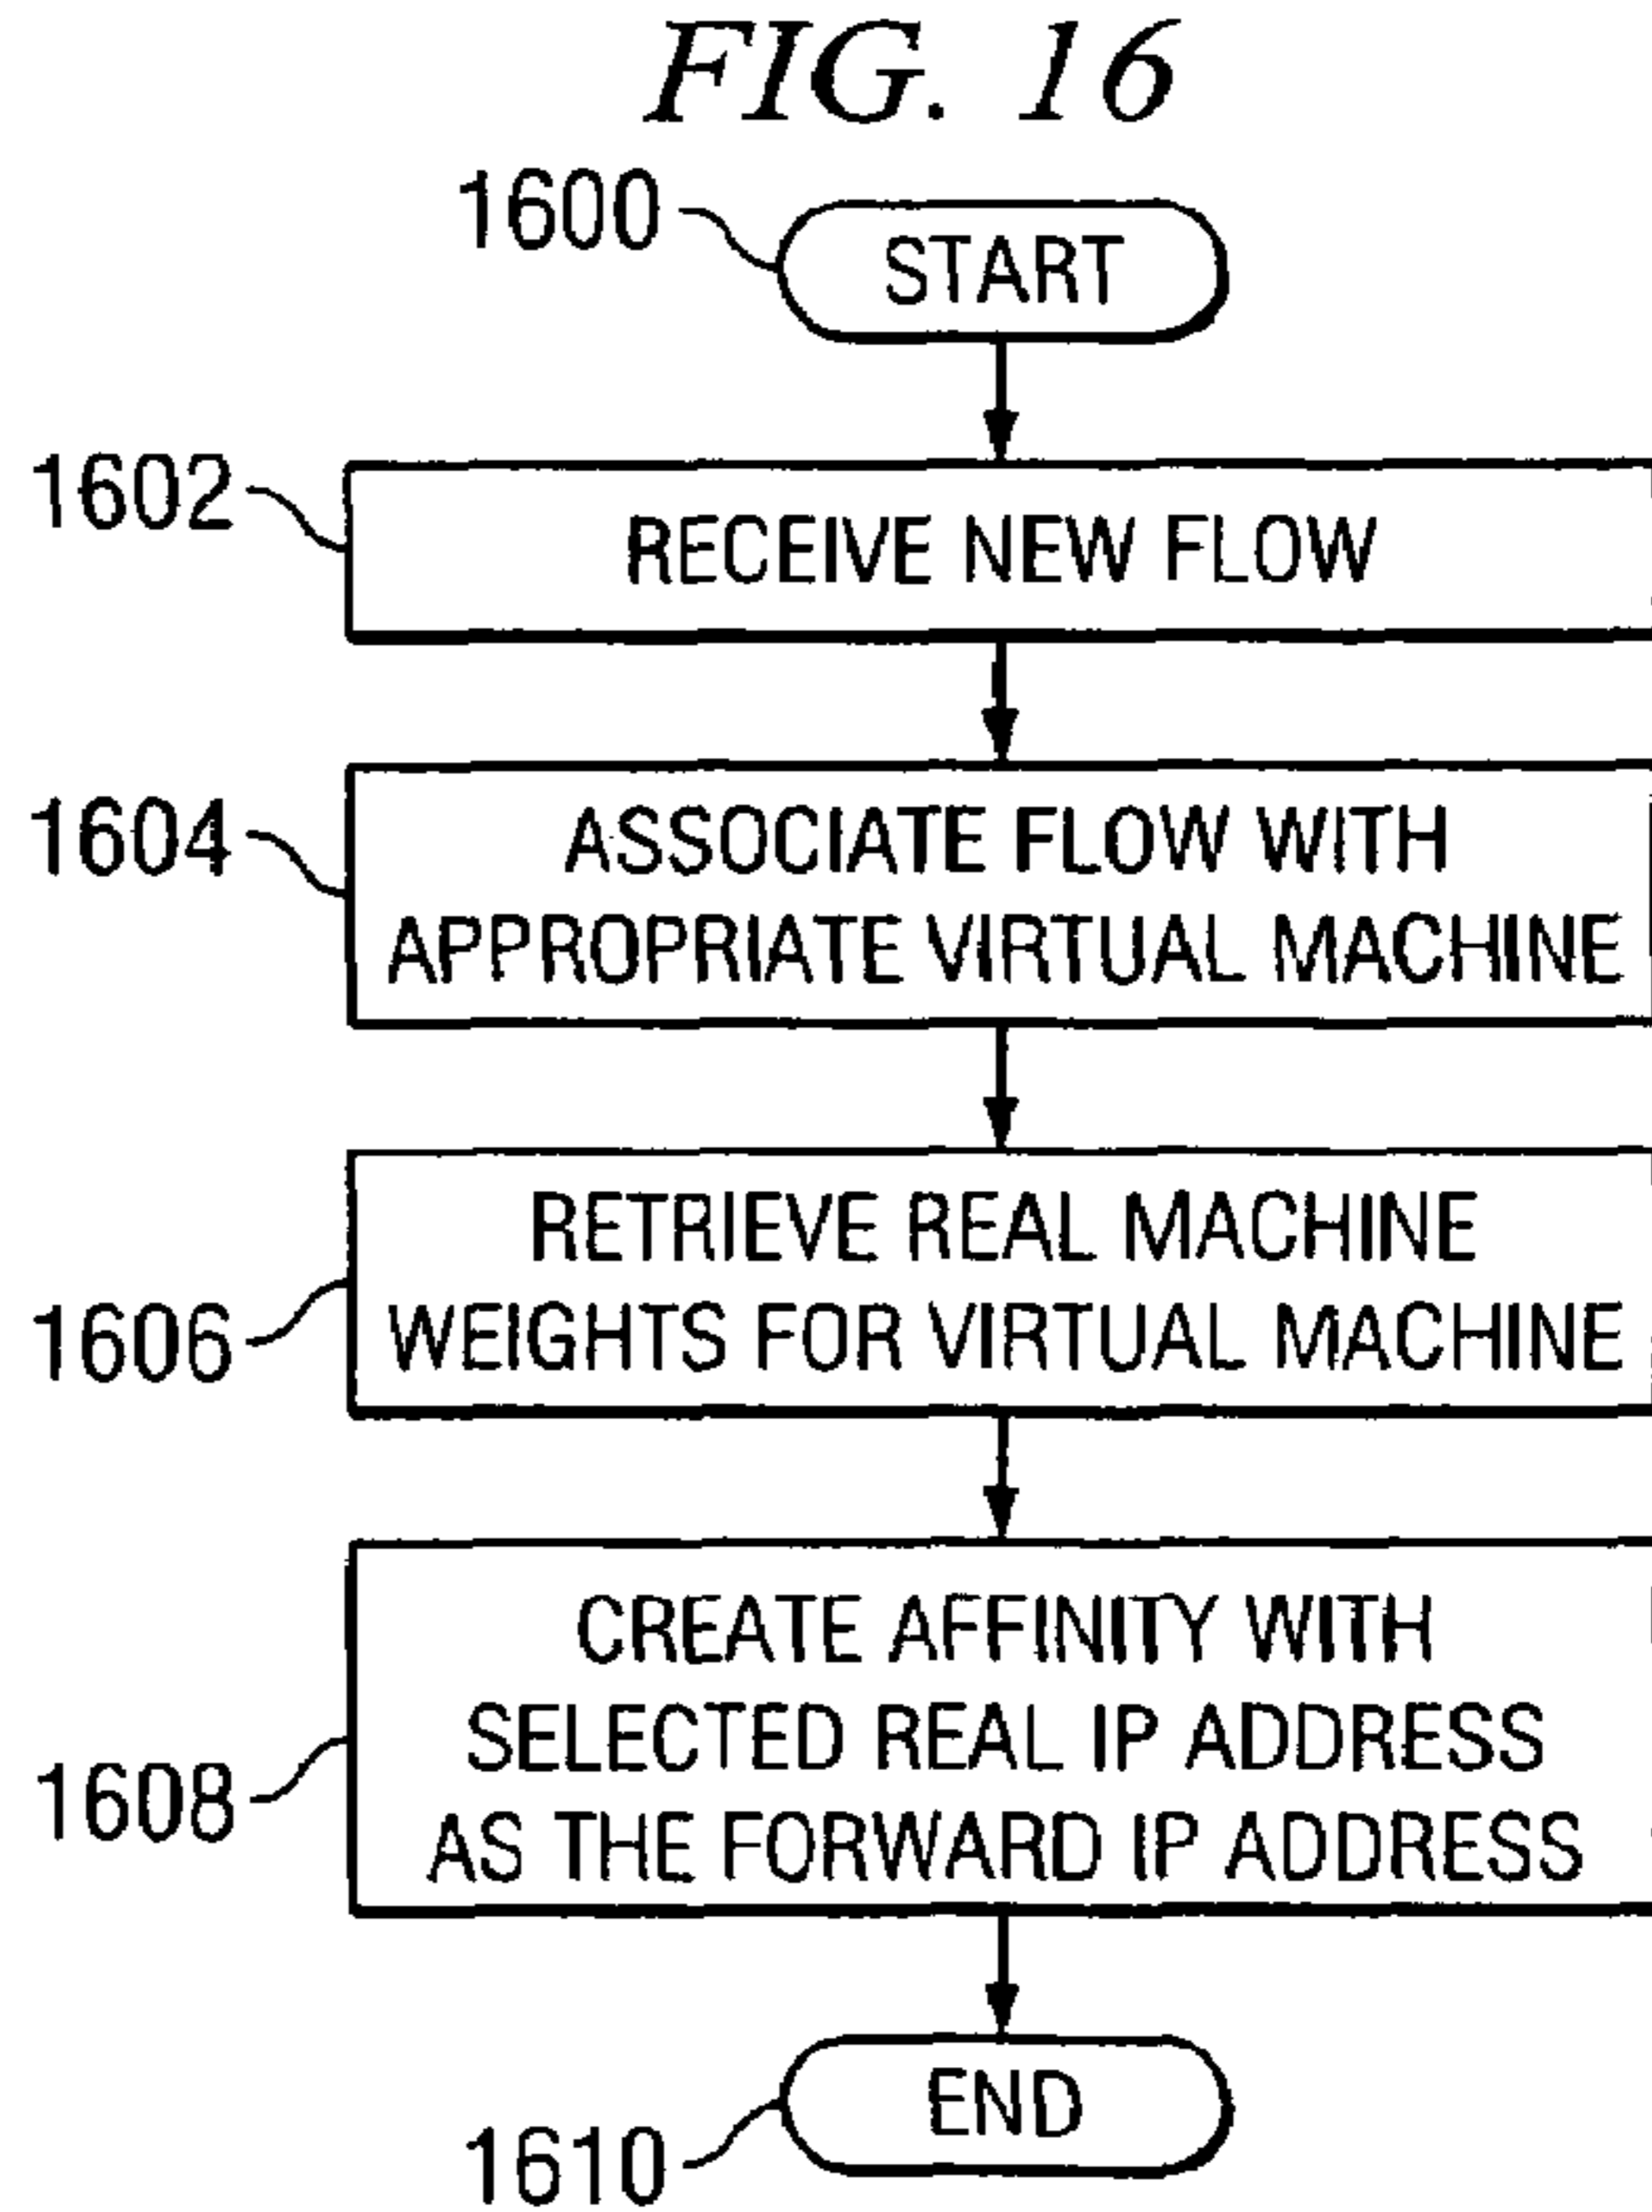 FIG. 16
1600
START
1602
RECEIVE NEW FLOW
1604
ASSOCIATE FLOW WITH
APPROPRIATE VIRTUAL MACHINE
1606
RETRIEVE REAL MACHINE
WEIGHTS FOR VIRTUAL MACHINE
1608
CREATE AFFINITY WITH
SELECTED REAL IP ADDRESS
AS THE FORWARD IP ADDRESS
END
1610